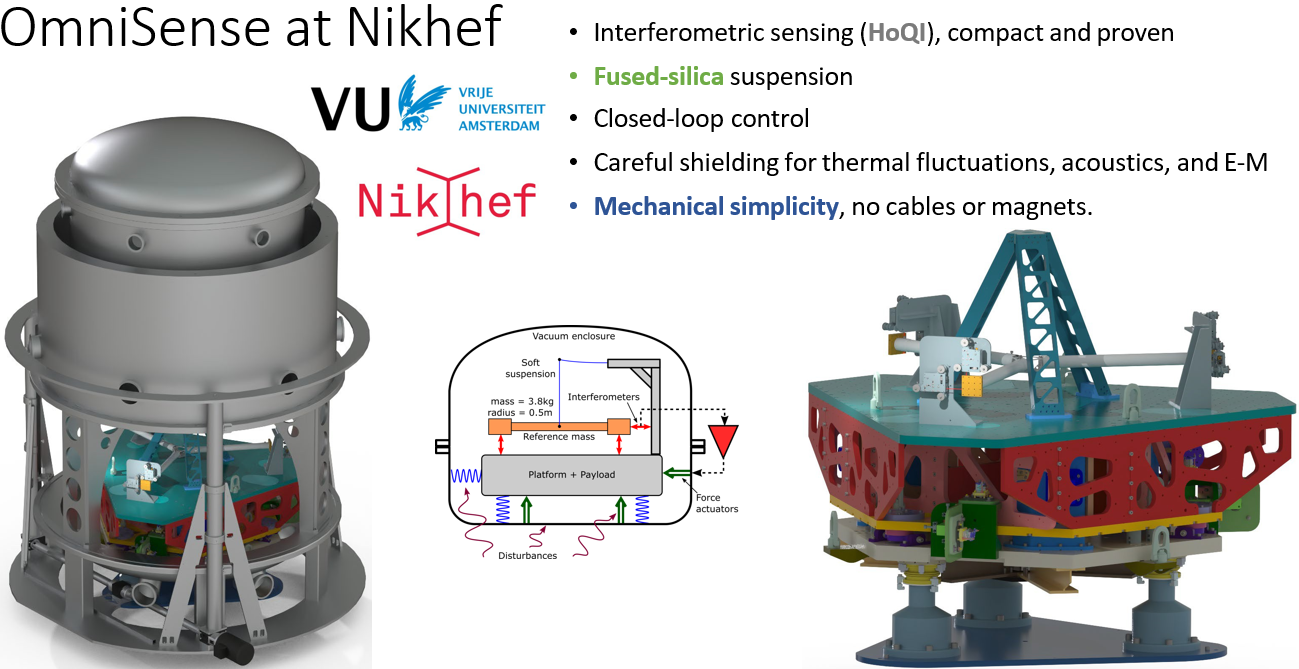 OmniSense at Nikhef
VU
VRIJE
UNIVERSITEIT
AMSTERDAM
Nikhef
• Interferometric sensing (HoQI), compact and proven
• Fused-silica suspension
• Closed-loop control
• Careful shielding for thermal fluctuations, acoustics, and E-M
• Mechanical simplicity, no cables or magnets.
Vacuum enclosure
Soft
suspension
mass = 3.8kg
radius = 0.5m
Interferometers
Reference mass
Platform + Payload
Force
actuators
Disturbances